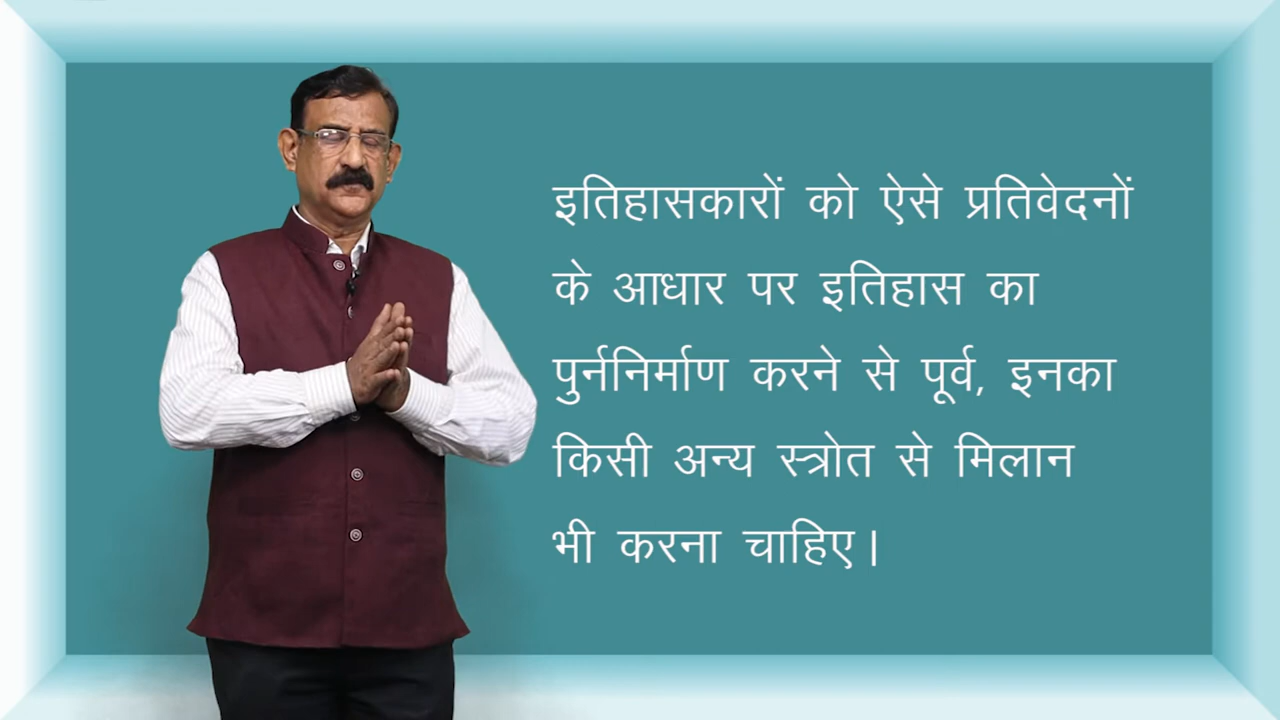 इतिहासकारों को ऐसे प्रतिवेदनों
के आधार पर इतिहास का
पुर्ननिर्माण करने से पूर्व, इनका
किसी अन्य स्त्रोत से मिलान
भी करना चाहिए।